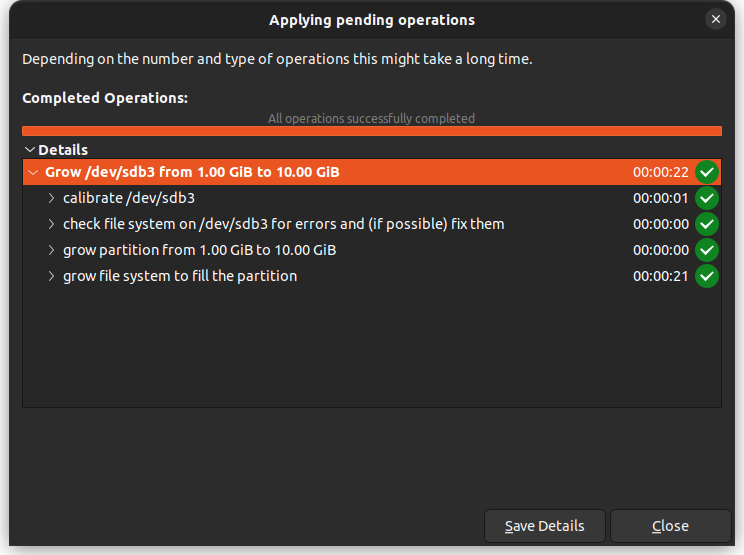 Applying pending operations
Depending on the number and type of operations this might take a long time.
Completed Operations:
All operations successfully completed
Details
Grow /dev/sdb3 from 1.00 GiB to 10.00 GiB 00:00:22
calibrate /dev/sdb3 00:00:01
check file system on /dev/sdb3 for errors and (if possible) fix them 00:00:00
grow partition from 1.00 GiB to 10.00 GiB 00:00:00
grow file system to fill the partition 00:00:21
Save Details Close